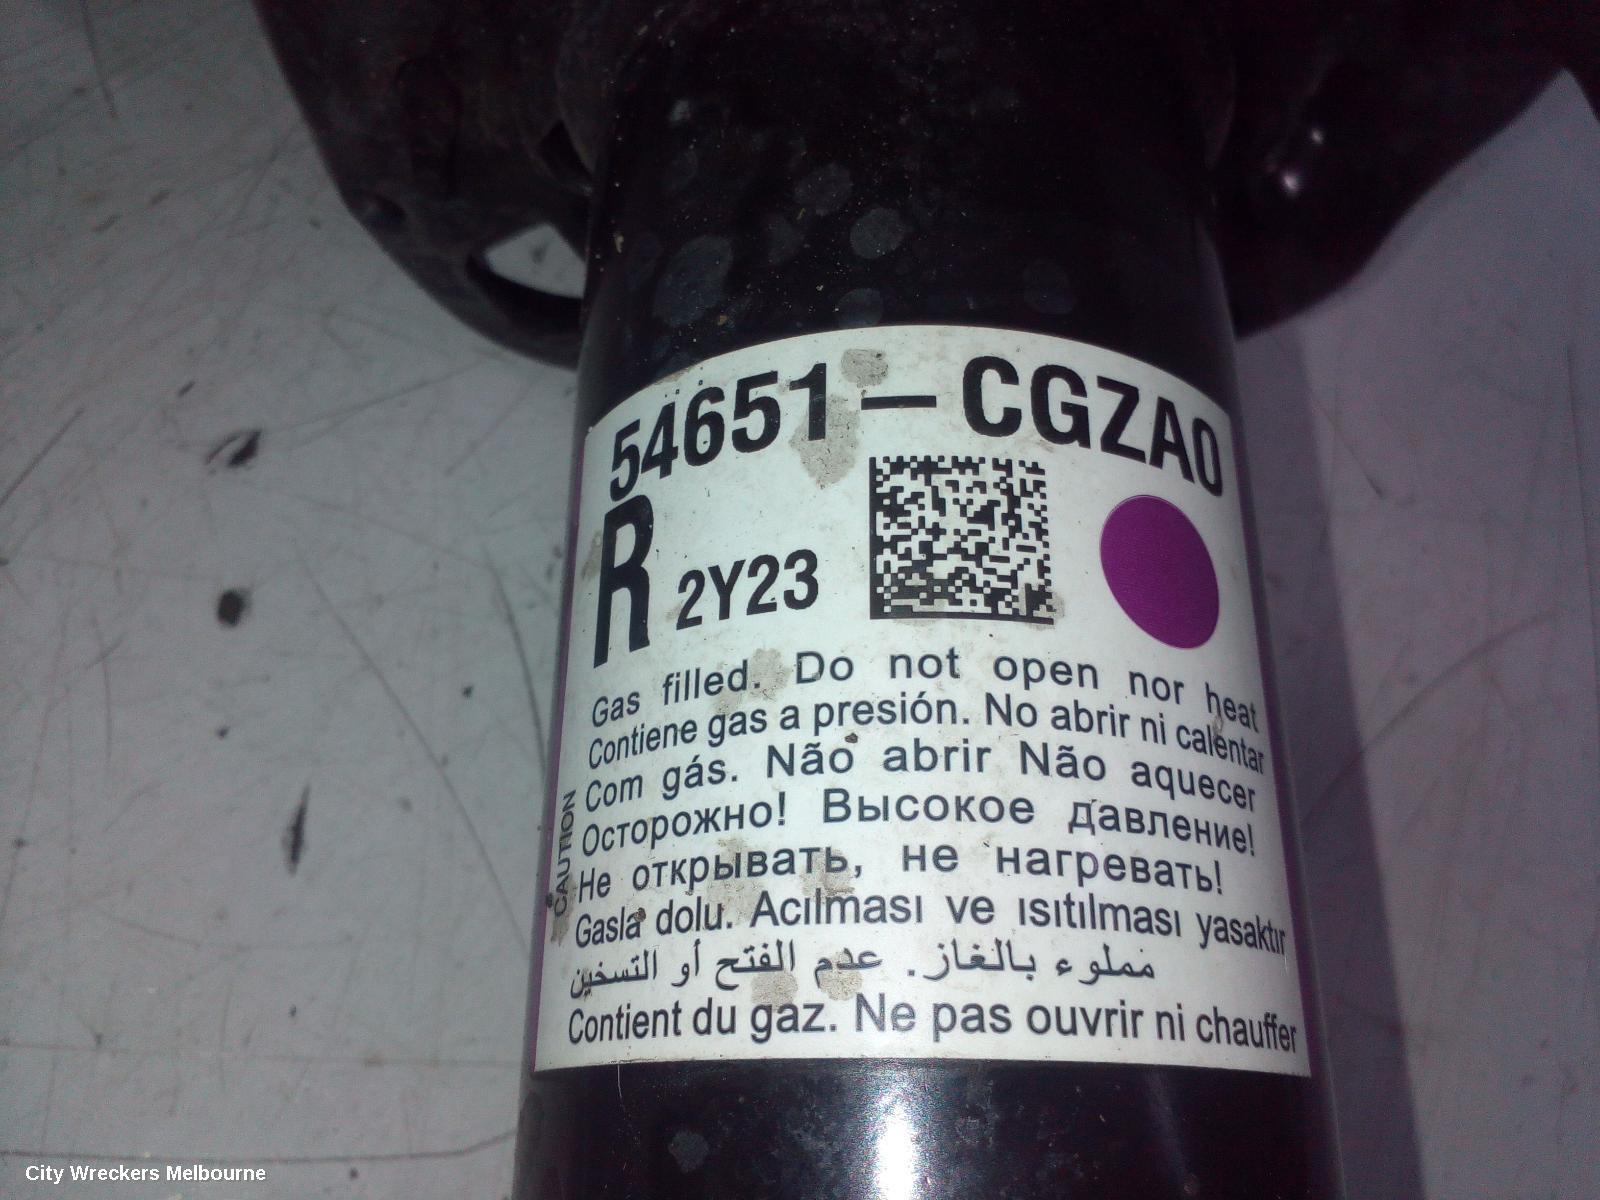 54651-CGZA0
R 2Y23
Gas filled. Do not open nor heat
Contiene gas a presión. No abrir ni calentar
Com gás. Não abrir Não aquecer
Осторожно! Высокое давление!
Не открывать, не нагревать!
Gasla dolu. Acılması ve ısıtılması yasaktır
مملوء بالغاز. عدم الفتح أو التسخين
Contient du gaz. Ne pas ouvrir ni chauffer
CAUTION
City Wreckers Melbourne